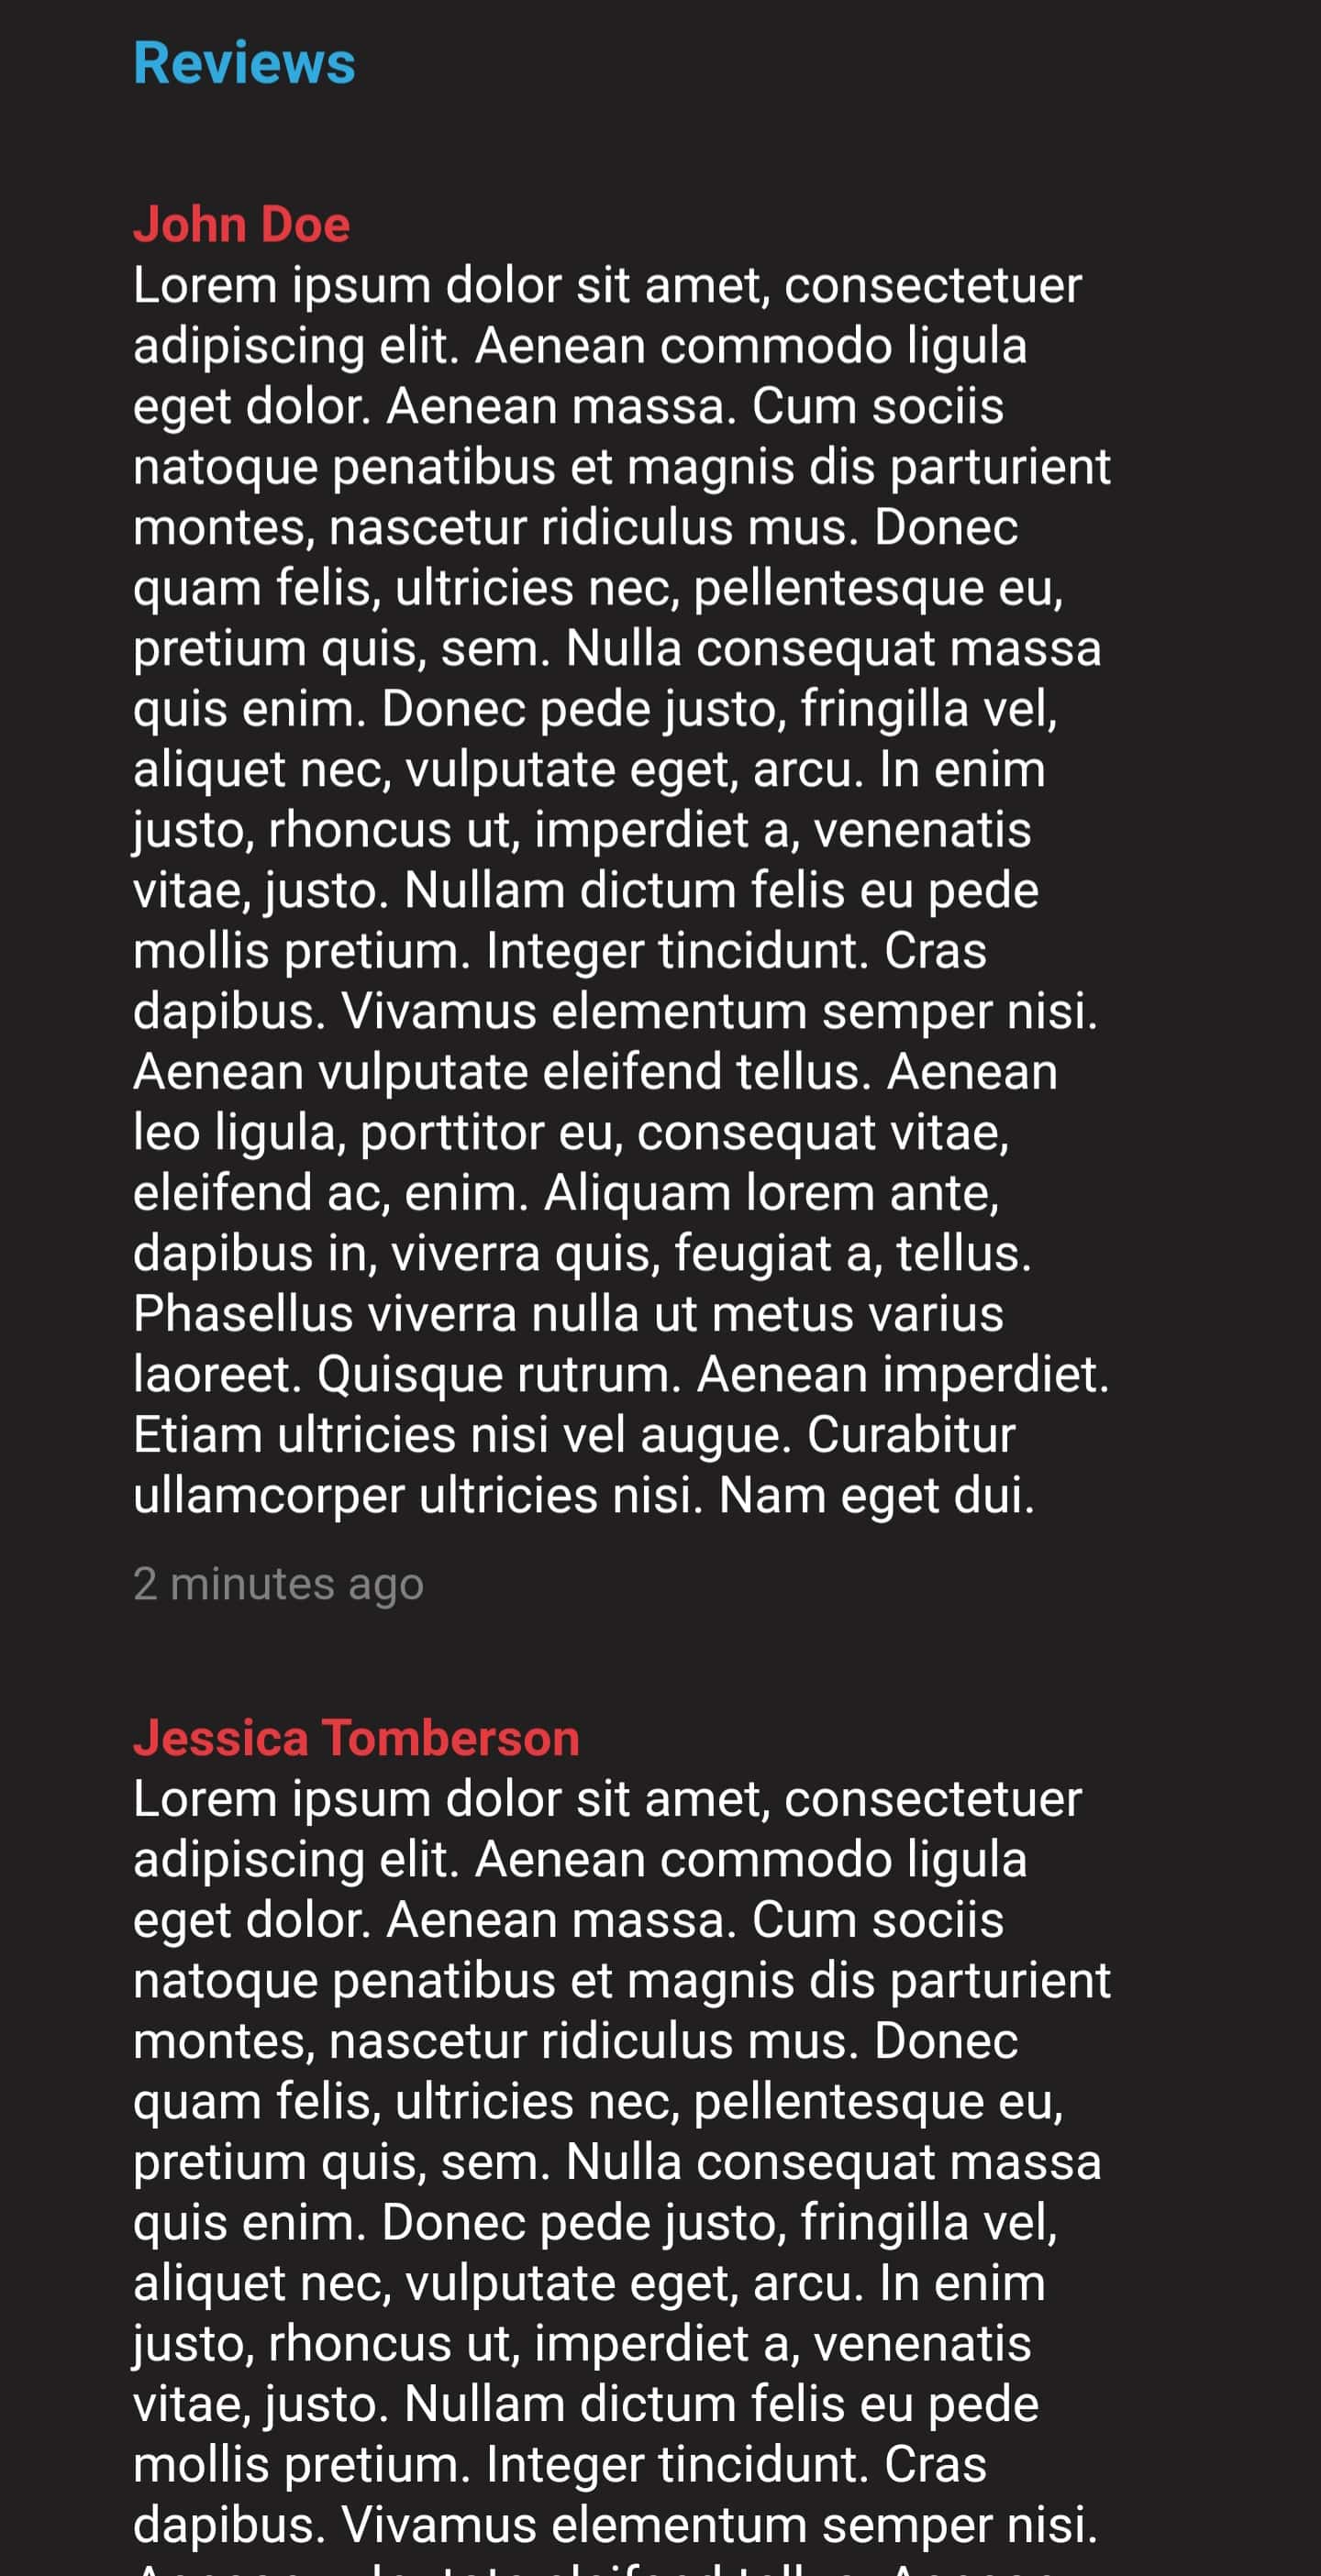 Reviews
John Doe
Lorem ipsum dolor sit amet, consectetuer
adipiscing elit. Aenean commodo ligula
eget dolor. Aenean massa. Cum sociis
natoque penatibus et magnis dis parturient
montes, nascetur ridiculus mus. Donec
quam felis, ultricies nec, pellentesque eu,
pretium quis, sem. Nulla consequat massa
quis enim. Donec pede justo, fringilla vel,
aliquet nec, vulputate eget, arcu. In enim
justo, rhoncus ut, imperdiet a, venenatis
vitae, justo. Nullam dictum felis eu pede
mollis pretium. Integer tincidunt. Cras
dapibus. Vivamus elementum semper nisi.
Aenean vulputate eleifend tellus. Aenean
leo ligula, porttitor eu, consequat vitae,
eleifend ac, enim. Aliquam lorem ante,
dapibus in, viverra quis, feugiat a, tellus.
Phasellus viverra nulla ut metus varius
laoreet. Quisque rutrum. Aenean imperdiet.
Etiam ultricies nisi vel augue. Curabitur
ullamcorper ultricies nisi. Nam eget dui.
2 minutes ago
Jessica Tomberson
Lorem ipsum dolor sit amet, consectetuer
adipiscing elit. Aenean commodo ligula
eget dolor. Aenean massa. Cum sociis
natoque penatibus et magnis dis parturient
montes, nascetur ridiculus mus. Donec
quam felis, ultricies nec, pellentesque eu,
pretium quis, sem. Nulla consequat massa
quis enim. Donec pede justo, fringilla vel,
aliquet nec, vulputate eget, arcu. In enim
justo, rhoncus ut, imperdiet a, venenatis
vitae, justo. Nullam dictum felis eu pede
mollis pretium. Integer tincidunt. Cras
dapibus. Vivamus elementum semper nisi.